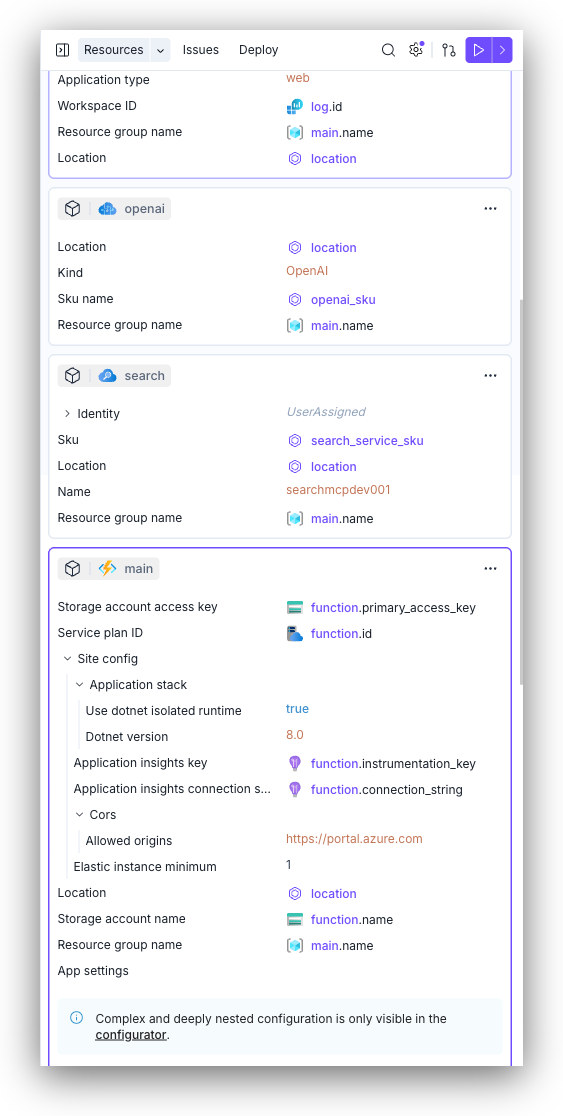 Resources Issues Deploy
Application type web
Workspace ID log.id
Resource group name main.name
Location location
openai
Location location
Kind OpenAI
Sku name openai_sku
Resource group name main.name
search
Identity UserAssigned
Sku search_service_sku
Location location
Name searchmcpdev001
Resource group name main.name
main
Storage account access key function.primary_access_key
Service plan ID function.id
Site config
Application stack
Use dotnet isolated runtime true
Dotnet version 8.0
Application insights key function.instrumentation_key
Application insights connection s... function.connection_string
Cors
Allowed origins https://portal.azure.com
Elastic instance minimum 1
Location location
Storage account name function.name
Resource group name main.name
App settings
Complex and deeply nested configuration is only visible in the
configurator.